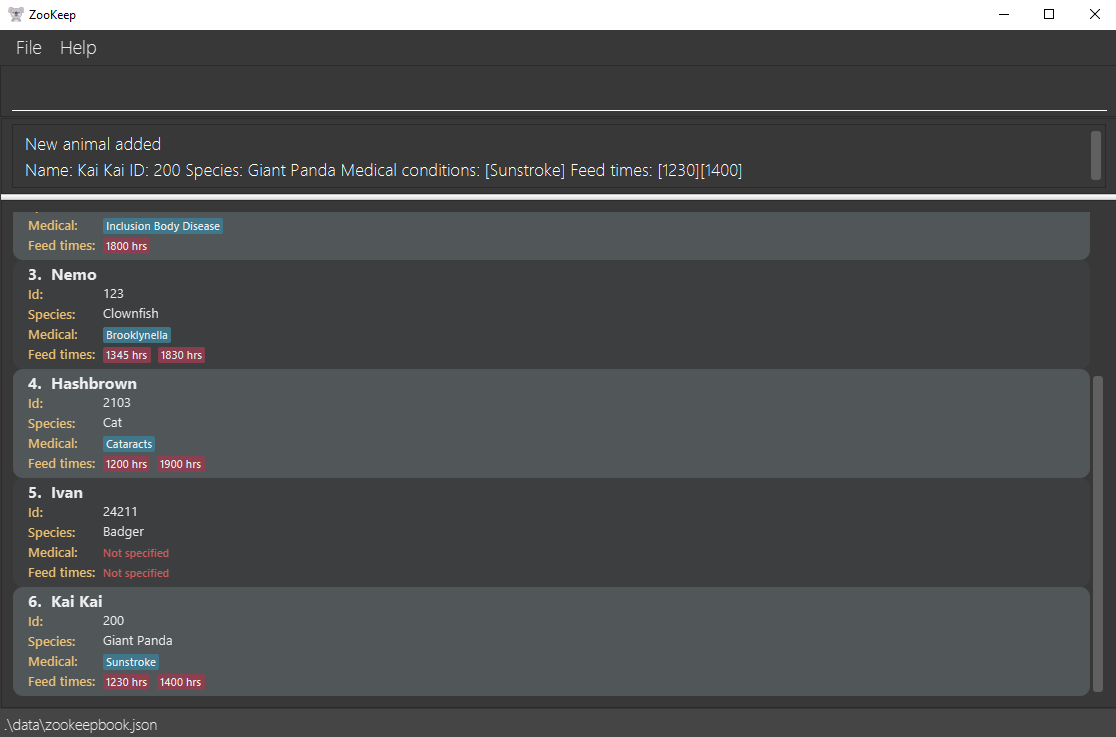 ZooKeep
File Help
New animal added
Name: Kai Kai ID: 200 Species: Giant Panda Medical conditions: [Sunstroke] Feed times: [1230][1400]
Medical: Inclusion Body Disease
Feed times: 1800 hrs
3. Nemo
Id: 123
Species: Clownfish
Medical: Brooklynella
Feed times: 1345 hrs 1830 hrs
4. Hashbrown
Id: 2103
Species: Cat
Medical: Cataracts
Feed times: 1200 hrs 1900 hrs
5. Ivan
Id: 24211
Species: Badger
Medical: Not specified
Feed times: Not specified
6. Kai Kai
Id: 200
Species: Giant Panda
Medical: Sunstroke
Feed times: 1230 hrs 1400 hrs
.\data\zookeepbook.json